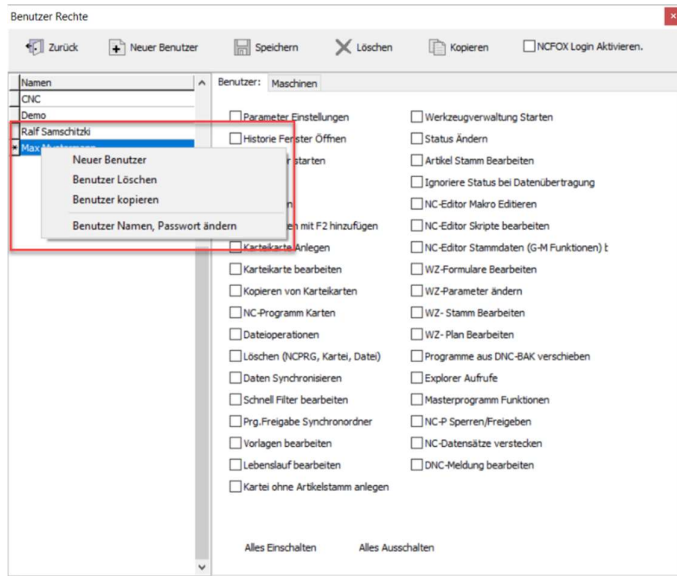 Benutzer Rechte
Zurück Neuer Benutzer Speichern Löschen Kopieren NCFOX Login Aktivieren.
Namen
CNC
Demo
Ralf Samschitzki
Max Mustermann
Neuer Benutzer
Benutzer Löschen
Benutzer kopieren
Benutzer Namen, Passwort ändern
Benutzer: Maschinen
Parameter Einstellungen
Historie Fenster Öffnen
starten
mit F2 hinzufügen
Karteikarte Anlegen
Karteikarte bearbeiten
Kopieren von Karteikarten
NC-Programm Karten
Dateioperationen
Löschen (NCPRG, Kartei, Datei)
Daten Synchronisieren
Schnell Filter bearbeiten
Prg.Freigabe Synchronordner
Vorlagen bearbeiten
Lebenslauf bearbeiten
Kartei ohne Artikelstamm anlegen
Werkzeugverwaltung Starten
Status Ändern
Artikel Stamm Bearbeiten
Ignoriere Status bei Datenübertragung
NC-Editor Makro Editieren
NC-Editor Skripte bearbeiten
NC-Editor Stammdaten (G-M Funktionen) b
WZ-Formulare Bearbeiten
WZ-Parameter ändern
WZ- Stamm Bearbeiten
WZ- Plan Bearbeiten
Programme aus DNC-BAK verschieben
Explorer Aufrufe
Masterprogramm Funktionen
NC-P Sperren/Freigeben
NC-Datensätze verstecken
DNC-Meldung bearbeiten
Alles Einschalten Alles Ausschalten